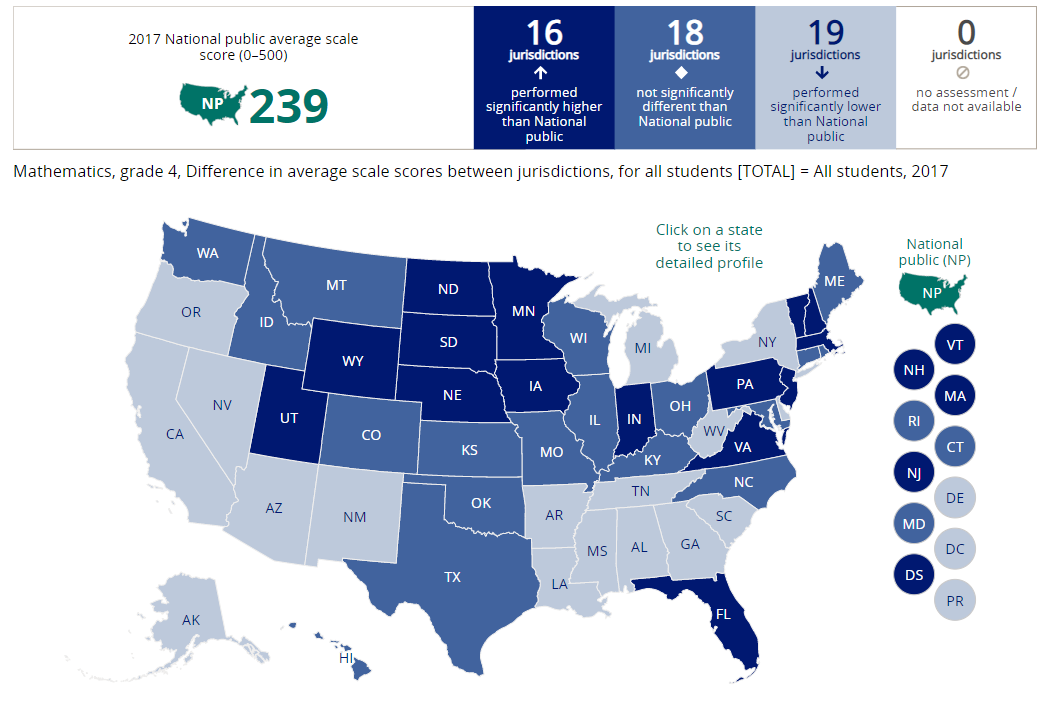 2017 National public average scale
score (0–500)
NP 239
16
jurisdictions
performed
significantly higher
than National
public
18
jurisdictions
not significantly
different than
National public
19
jurisdictions
performed
significantly lower
than National
public
0
jurisdictions
no assessment /
data not available
Mathematics, grade 4, Difference in average scale scores between jurisdictions, for all students [TOTAL] = All students, 2017
Click on a state
to see its
detailed profile
National
public (NP)
NP
WA
MT
ND
MN
ME
OR
ID
WY
SD
WI
MI
NY
NV
UT
NE
IA
IL
IN
OH
PA
CA
CO
KS
MO
KY
WV
VA
AZ
NM
OK
AR
TN
NC
SC
TX
LA
MS
AL
GA
FL
AK
HI
VT
NH
MA
RI
CT
NJ
DE
MD
DC
DS
PR